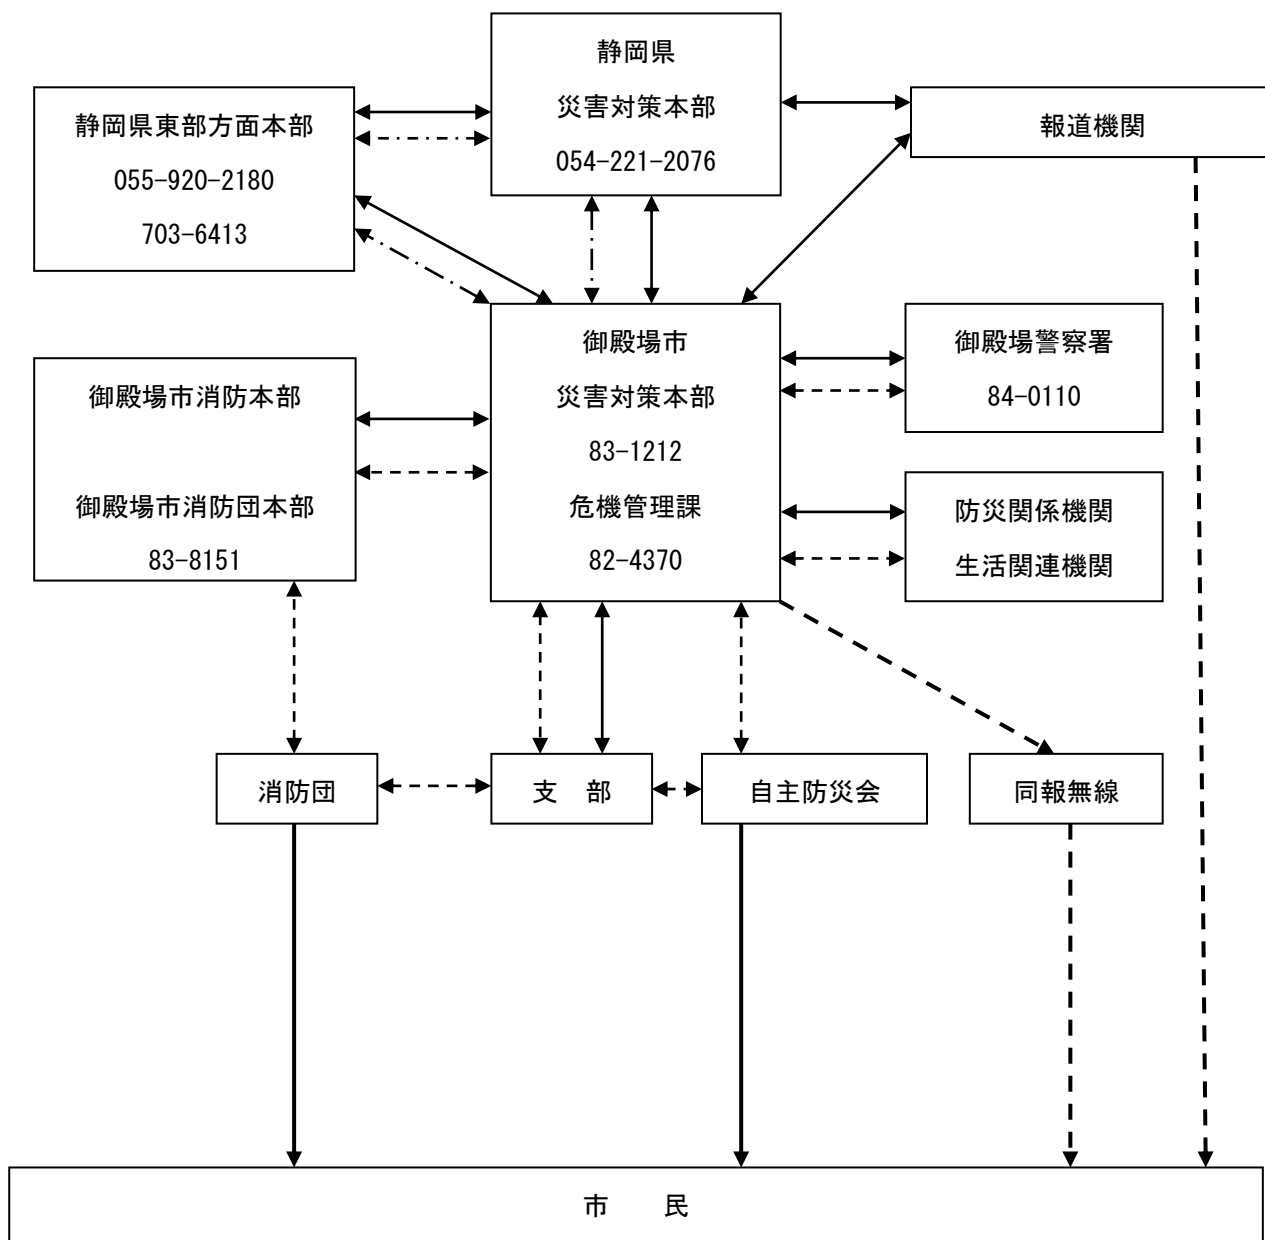 静岡県
災害対策本部
054-221-2076
静岡県東部方面本部
055-920-2180
703-6413
報道機関
御殿場市
災害対策本部
83-1212
危機管理課
82-4370
御殿場警察署
84-0110
御殿場市消防本部
御殿場市消防団本部
83-8151
防災関係機関
生活関連機関
消防団
支　部
自主防災会
同報無線
市　民